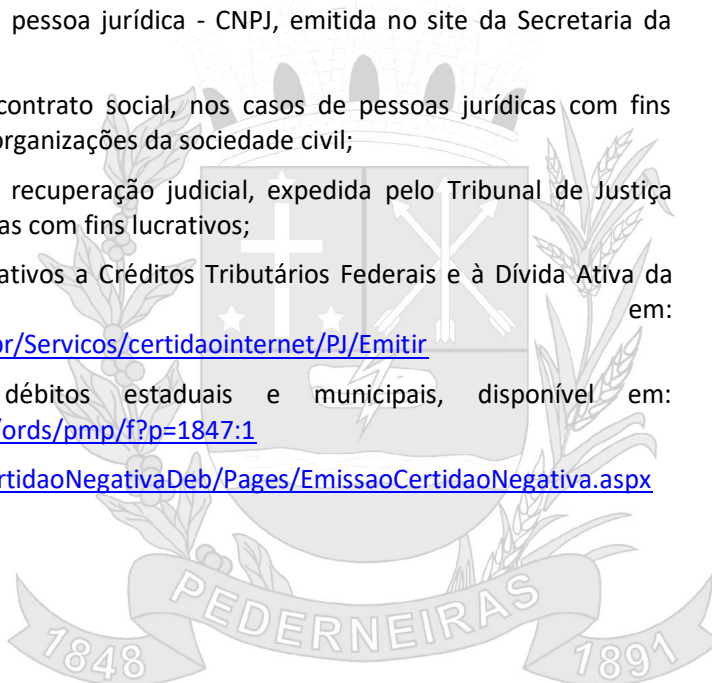 pessoa jurídica - CNPJ, emitida no site da Secretaria da
contrato social, nos casos de pessoas jurídicas com fins
organizações da sociedade civil;
recuperação judicial, expedida pelo Tribunal de Justiça
as com fins lucrativos;
ativos a Créditos Tributários Federais e à Dívida Ativa da
em:
br/Servicos/certidaointernet/PJ/Emitir
débitos estaduais e municipais, disponível em:
/ords/pmp/f?p=1847:1
rtidaoNegativaDeb/Pages/EmissaoCertidaoNegativa.aspx
PEDERNEIRAS
1848 1891